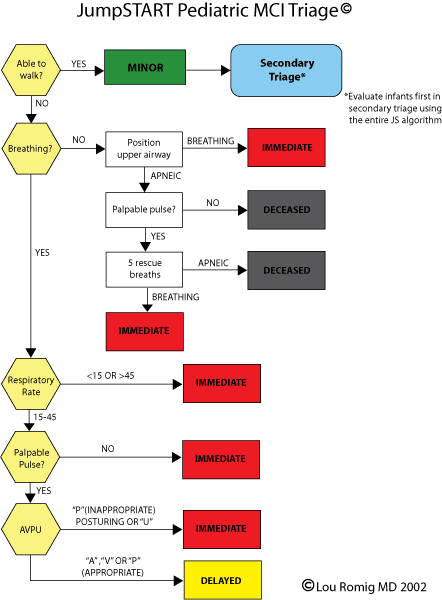 JumpSTART Pediatric MCI Triage©
Able to
walk?
YES
MINOR
Secondary
Triage*
NO
*Evaluate infants first in
secondary triage using
the entire JS algorithm
Breathing?
NO
Position
upper airway
BREATHING
IMMEDIATE
APNEIC
Palpable pulse?
NO
DECEASED
YES
YES
5 rescue
breaths
APNEIC
DECEASED
BREATHING
IMMEDIATE
Respiratory
Rate
<15 OR >45
IMMEDIATE
15-45
Palpable
Pulse?
NO
IMMEDIATE
YES
AVPU
“P”(INAPPROPRIATE)
POSTURING OR “U”
IMMEDIATE
“A”, “V” OR “P”
(APPROPRIATE)
DELAYED
©Lou Romig MD 2002